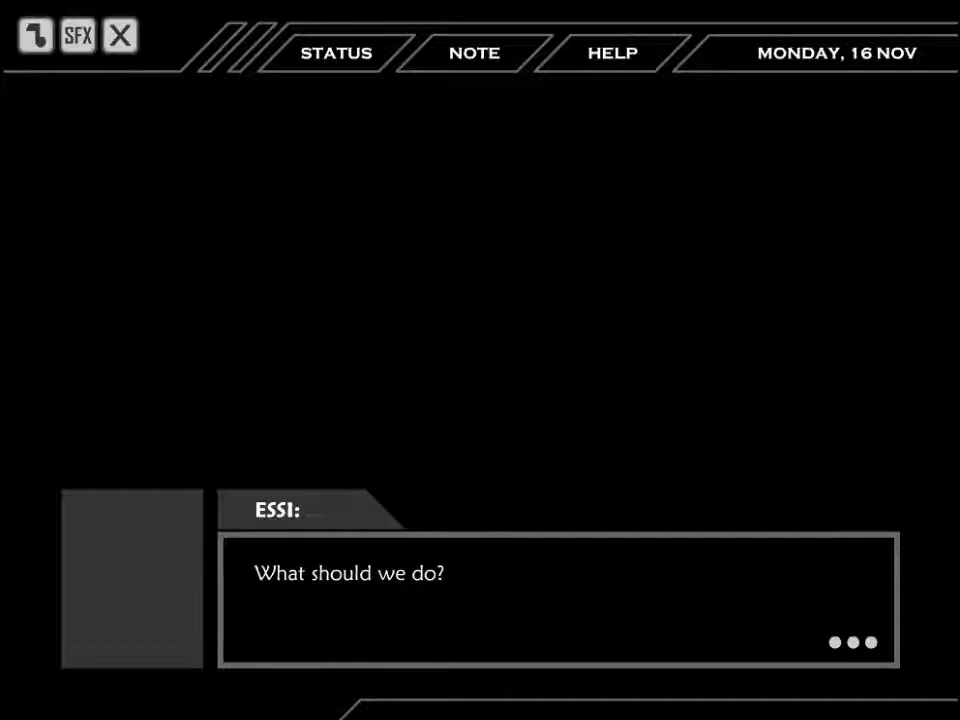 SFX X STATUS NOTE HELP MONDAY, 16 NOV
ESSI:
What should we do?